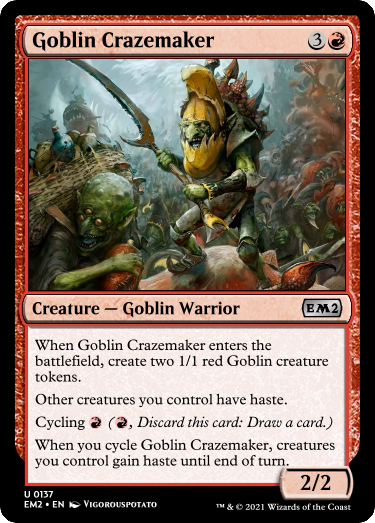 Goblin Crazemaker 3
Creature — Goblin Warrior EM2
When Goblin Crazemaker enters the
battlefield, create two 1/1 red Goblin creature
tokens.
Other creatures you control have haste.
Cycling (, Discard this card: Draw a card.)
When you cycle Goblin Crazemaker, creatures
you control gain haste until end of turn.
2/2
U 0137
EM2 • EN VIGOROUSPOTATO
™ & © 2021 Wizards of the Coast